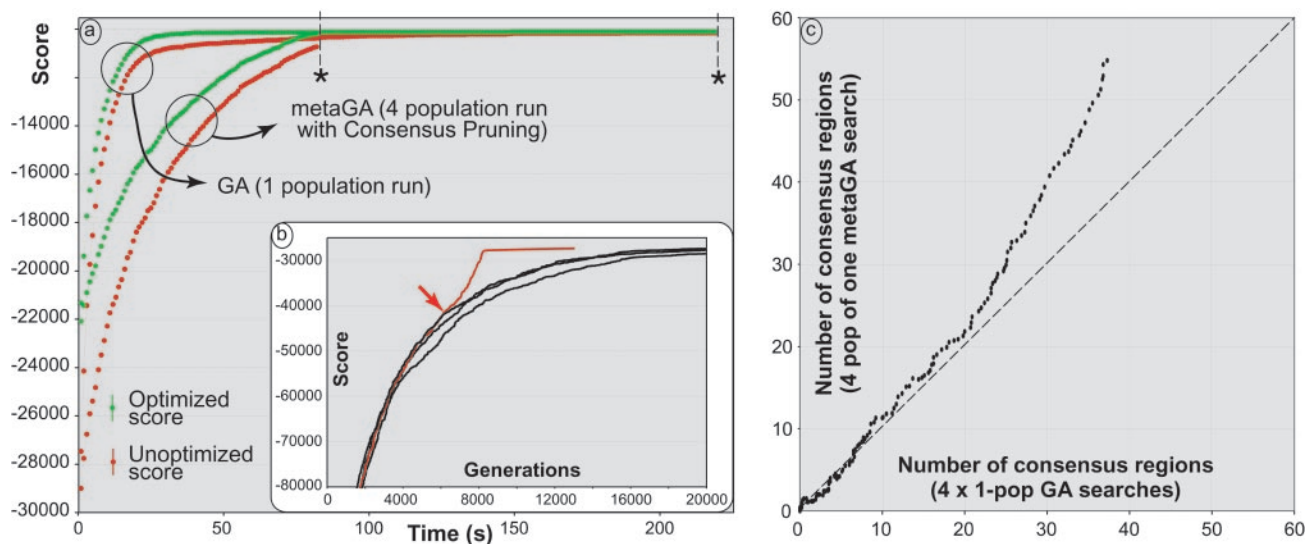 a
Score
-14000
-16000
-18000
-20000
-22000
-24000
-26000
-28000
-30000
*
*
metaGA (4 population run
with Consensus Pruning)
GA (1 population run)
Optimized
score
Unoptimized
score
0
50
100
150
200
Time (s)
b
Score
-30000
-40000
-50000
-60000
-70000
-80000
Generations
0
4000
8000
12000
16000
20000
c
Number of consensus regions
(4 pop of one metaGA search)
60
50
40
30
20
10
0
Number of consensus regions
(4 x 1-pop GA searches)
0
10
20
30
40
50
60